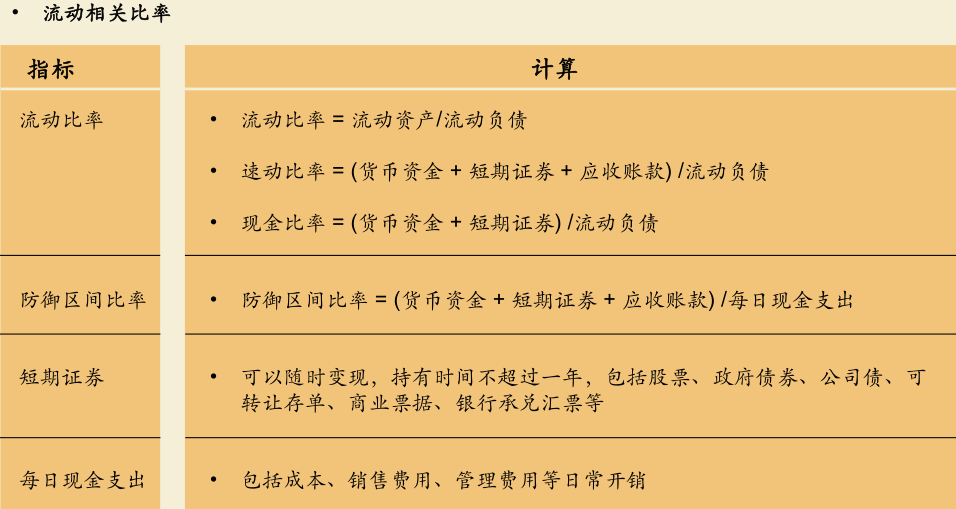 • 流动相关比率
指标 计算
流动比率 • 流动比率 = 流动资产/流动负债
• 速动比率 = (货币资金 + 短期证券 + 应收账款) /流动负债
• 现金比率 = (货币资金 + 短期证券) /流动负债
防御区间比率 • 防御区间比率 = (货币资金 + 短期证券 + 应收账款) /每日现金支出
短期证券 • 可以随时变现，持有时间不超过一年，包括股票、政府债券、公司债、可
转让存单、商业票据、银行承兑汇票等
每日现金支出 • 包括成本、销售费用、管理费用等日常开销